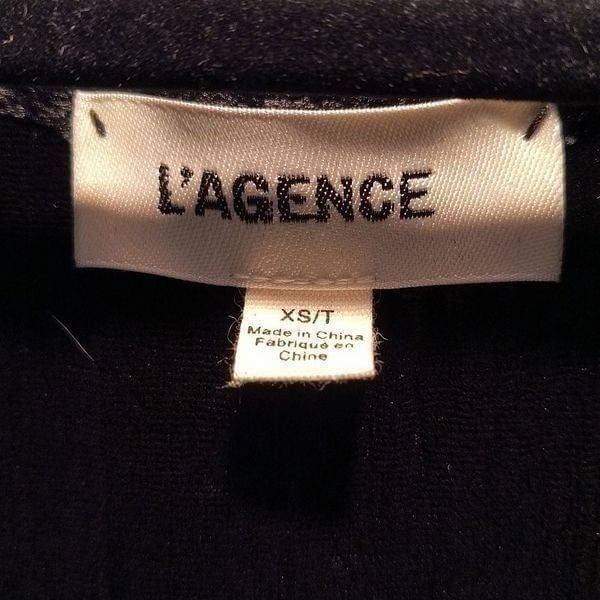 L'AGENCE
XS/T
Made in China
Fabriqué en
Chine